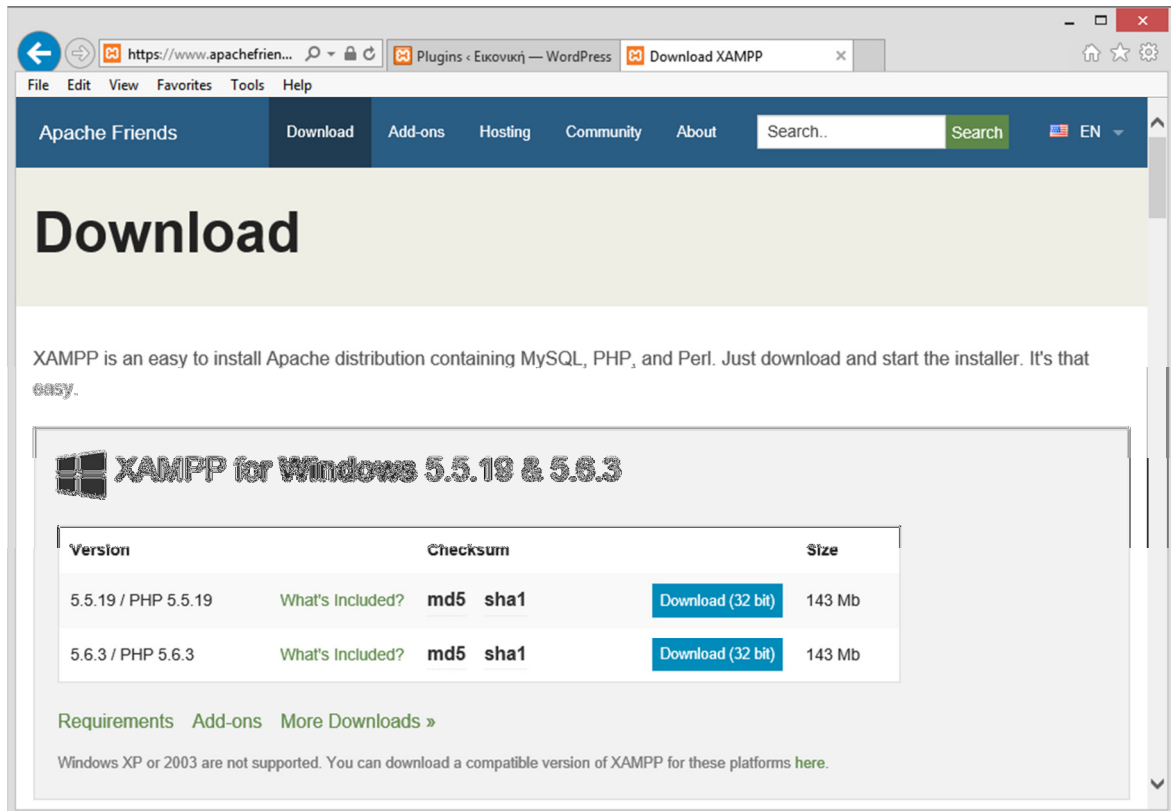 https://www.apachefrien...
Plugins ‹ Εικονική — WordPress
Download XAMPP
File Edit View Favorites Tools Help
Apache Friends Download Add-ons Hosting Community About Search.. Search EN
Download
XAMPP is an easy to install Apache distribution containing MySQL, PHP, and Perl. Just download and start the installer. It's that
easy.
XAMPP for Windows 5.5.19 & 5.6.3
Version Checksum Size
5.5.19 / PHP 5.5.19 What's Included? md5 sha1 Download (32 bit) 143 Mb
5.6.3 / PHP 5.6.3 What's Included? md5 sha1 Download (32 bit) 143 Mb
Requirements Add-ons More Downloads »
Windows XP or 2003 are not supported. You can download a compatible version of XAMPP for these platforms here.